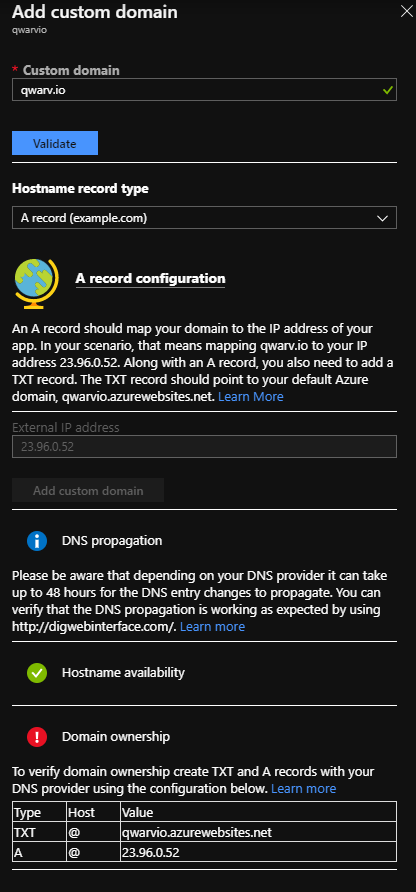 Add custom domain
qwarvio
* Custom domain
qwarv.io
Validate
Hostname record type
A record (example.com)
A record configuration
An A record should map your domain to the IP address of your
app. In your scenario, that means mapping qwarv.io to your IP
address 23.96.0.52. Along with an A record, you also need to add a
TXT record. The TXT record should point to your default Azure
domain, qwarvio.azurewebsites.net. Learn More
External IP address
23.96.0.52
Add custom domain
DNS propagation
Please be aware that depending on your DNS provider it can take
up to 48 hours for the DNS entry changes to propagate. You can
verify that the DNS propagation is working as expected by using
http://digwebinterface.com/. Learn more
Hostname availability
Domain ownership
To verify domain ownership create TXT and A records with your
DNS provider using the configuration below. Learn more
Type Host Value
TXT @ qwarvio.azurewebsites.net
A @ 23.96.0.52